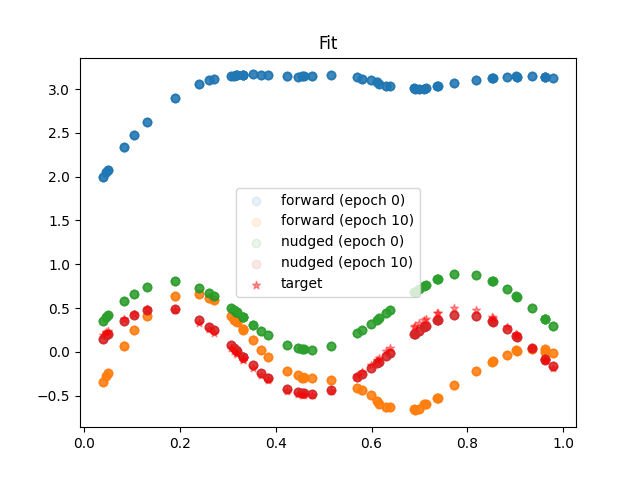 Fit
3.0
2.5
2.0
1.5
1.0
0.5
0.0
−0.5
forward (epoch 0)
forward (epoch 10)
nudged (epoch 0)
nudged (epoch 10)
target
0.0 0.2 0.4 0.6 0.8 1.0